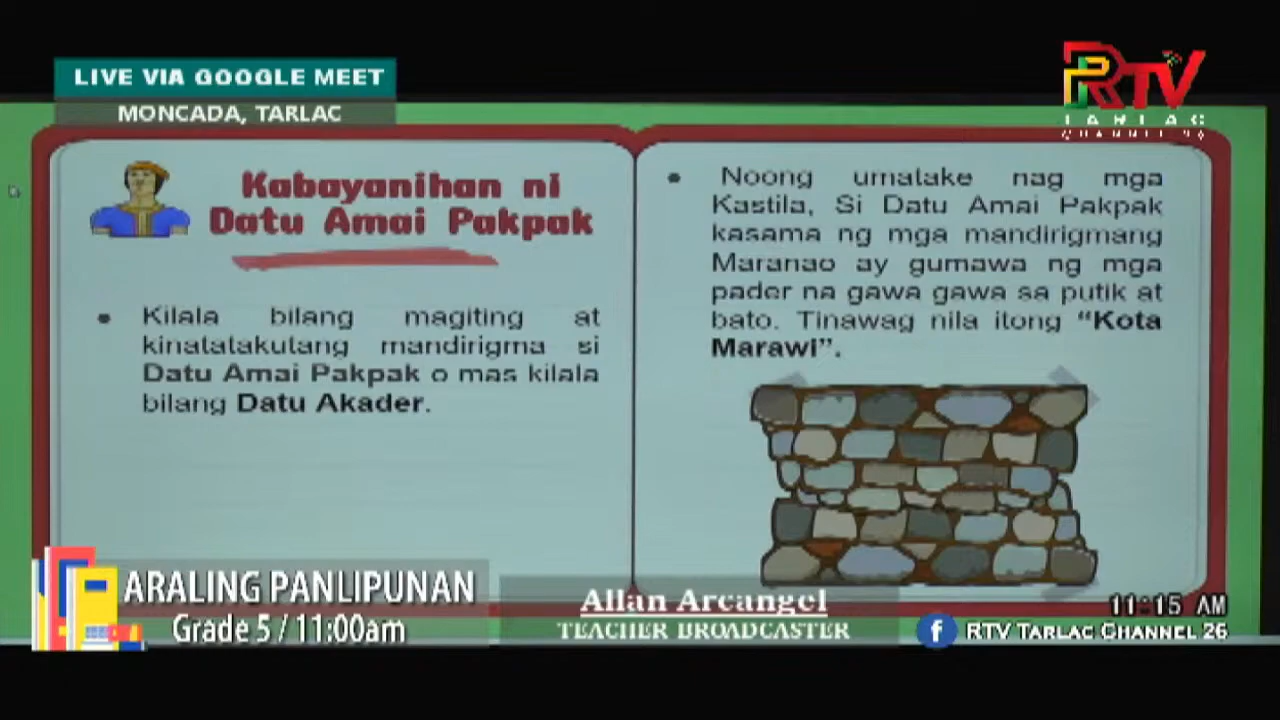 LIVE VIA GOOGLE MEET
MONCADA, TARLAC
RTV
TARLAC
CHANNEL 26
Kabayanihan ni
Datu Amai Pakpak
Kilala bilang magiting at
kinatatakutang mandirigma si
Datu Amai Pakpak o mas kilala
bilang Datu Akader.
Noong umatake nag mga
Kastila, Si Datu Amai Pakpak
kasama ng mga mandirigmang
Maranao ay gumawa ng mga
pader na gawa gawa sa putik at
bato. Tinawag nila itong “Kota
Marawi”.
ARALING PANLIPUNAN
Grade 5 / 11:00am
Allan Arcangel
TEACHER BROADCASTER
11:15 AM
RTV TARLAC CHANNEL 26